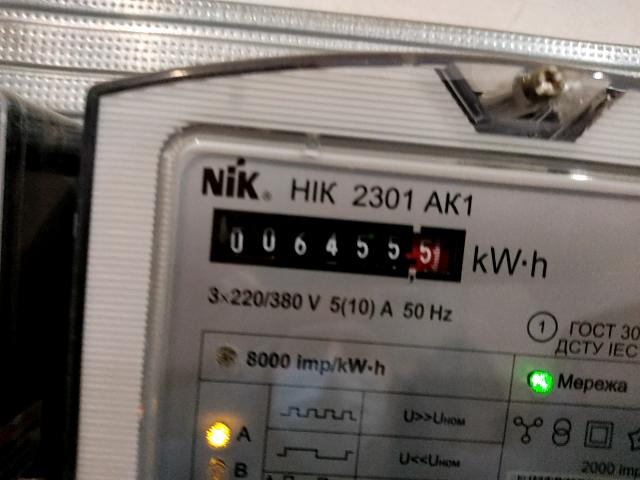 NiK® НІК 2301 АК1
0 0 6 4 5 5 5 kW·h
3×220/380 V 5(10) A 50 Hz
1 ГОСТ 30
ДСТУ IEC
8000 imp/kW·h
Мережа
A U>>Uном
B U<<Uном
2000 imp